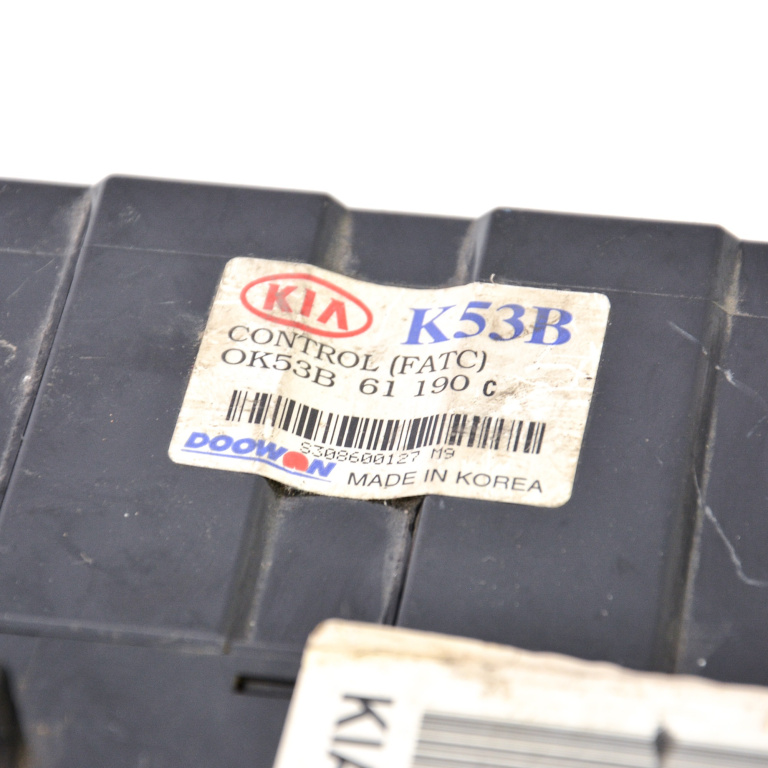 KIA K53B
CONTROL (FATC)
OK53B 61 190 C
S308600127 M9
DOOWON
MADE IN KOREA
KIA